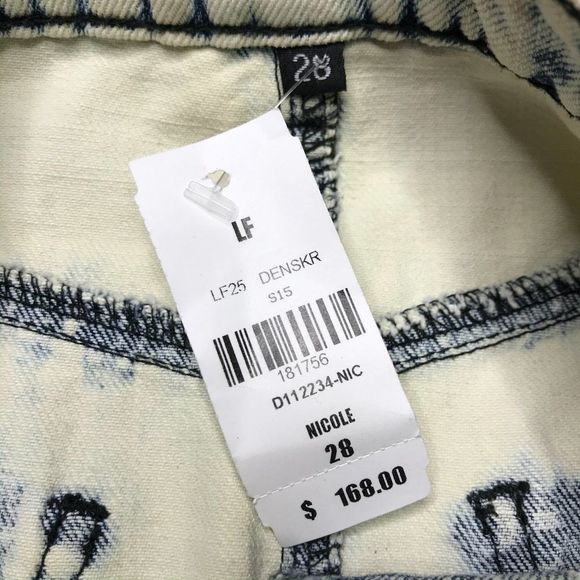 28
LF
LF25 DENSKR
S15
181756
D112234-NIC
NICOLE
28
$ 168.00